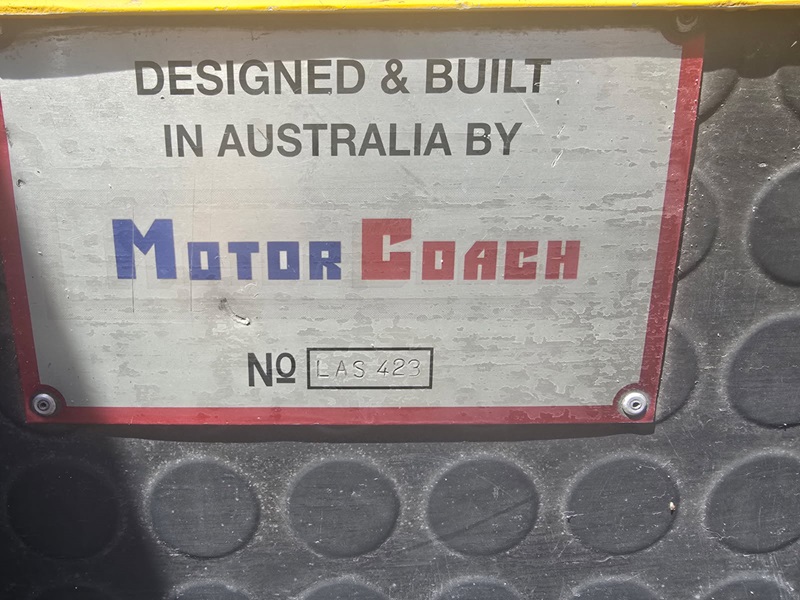 DESIGNED & BUILT
IN AUSTRALIA BY
MOTOR COACH
Nº LAS 423